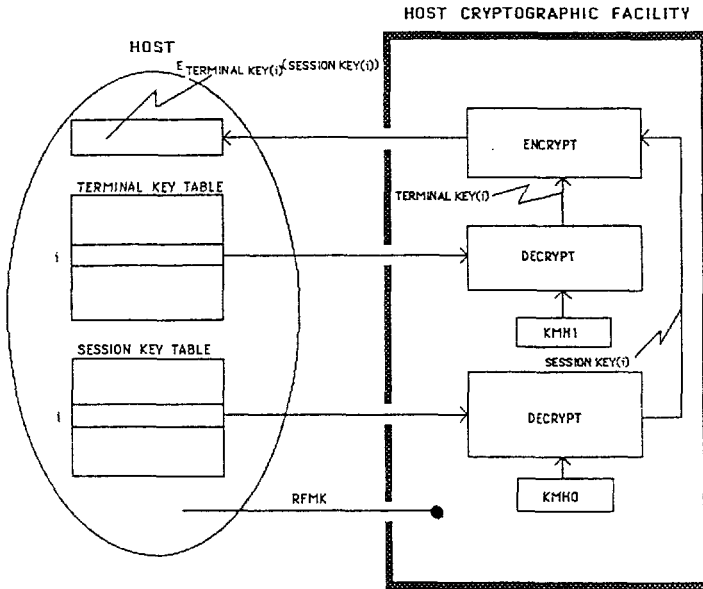 HOST CRYPTOGRAPHIC FACILITY
HOST
E TERMINAL KEY(i) (SESSION KEY(i))
ENCRYPT
TERMINAL KEY TABLE
TERMINAL KEY(i)
i
DECRYPT
KMH1
SESSION KEY TABLE
SESSION KEY(i)
i
DECRYPT
KMH0
RFMK